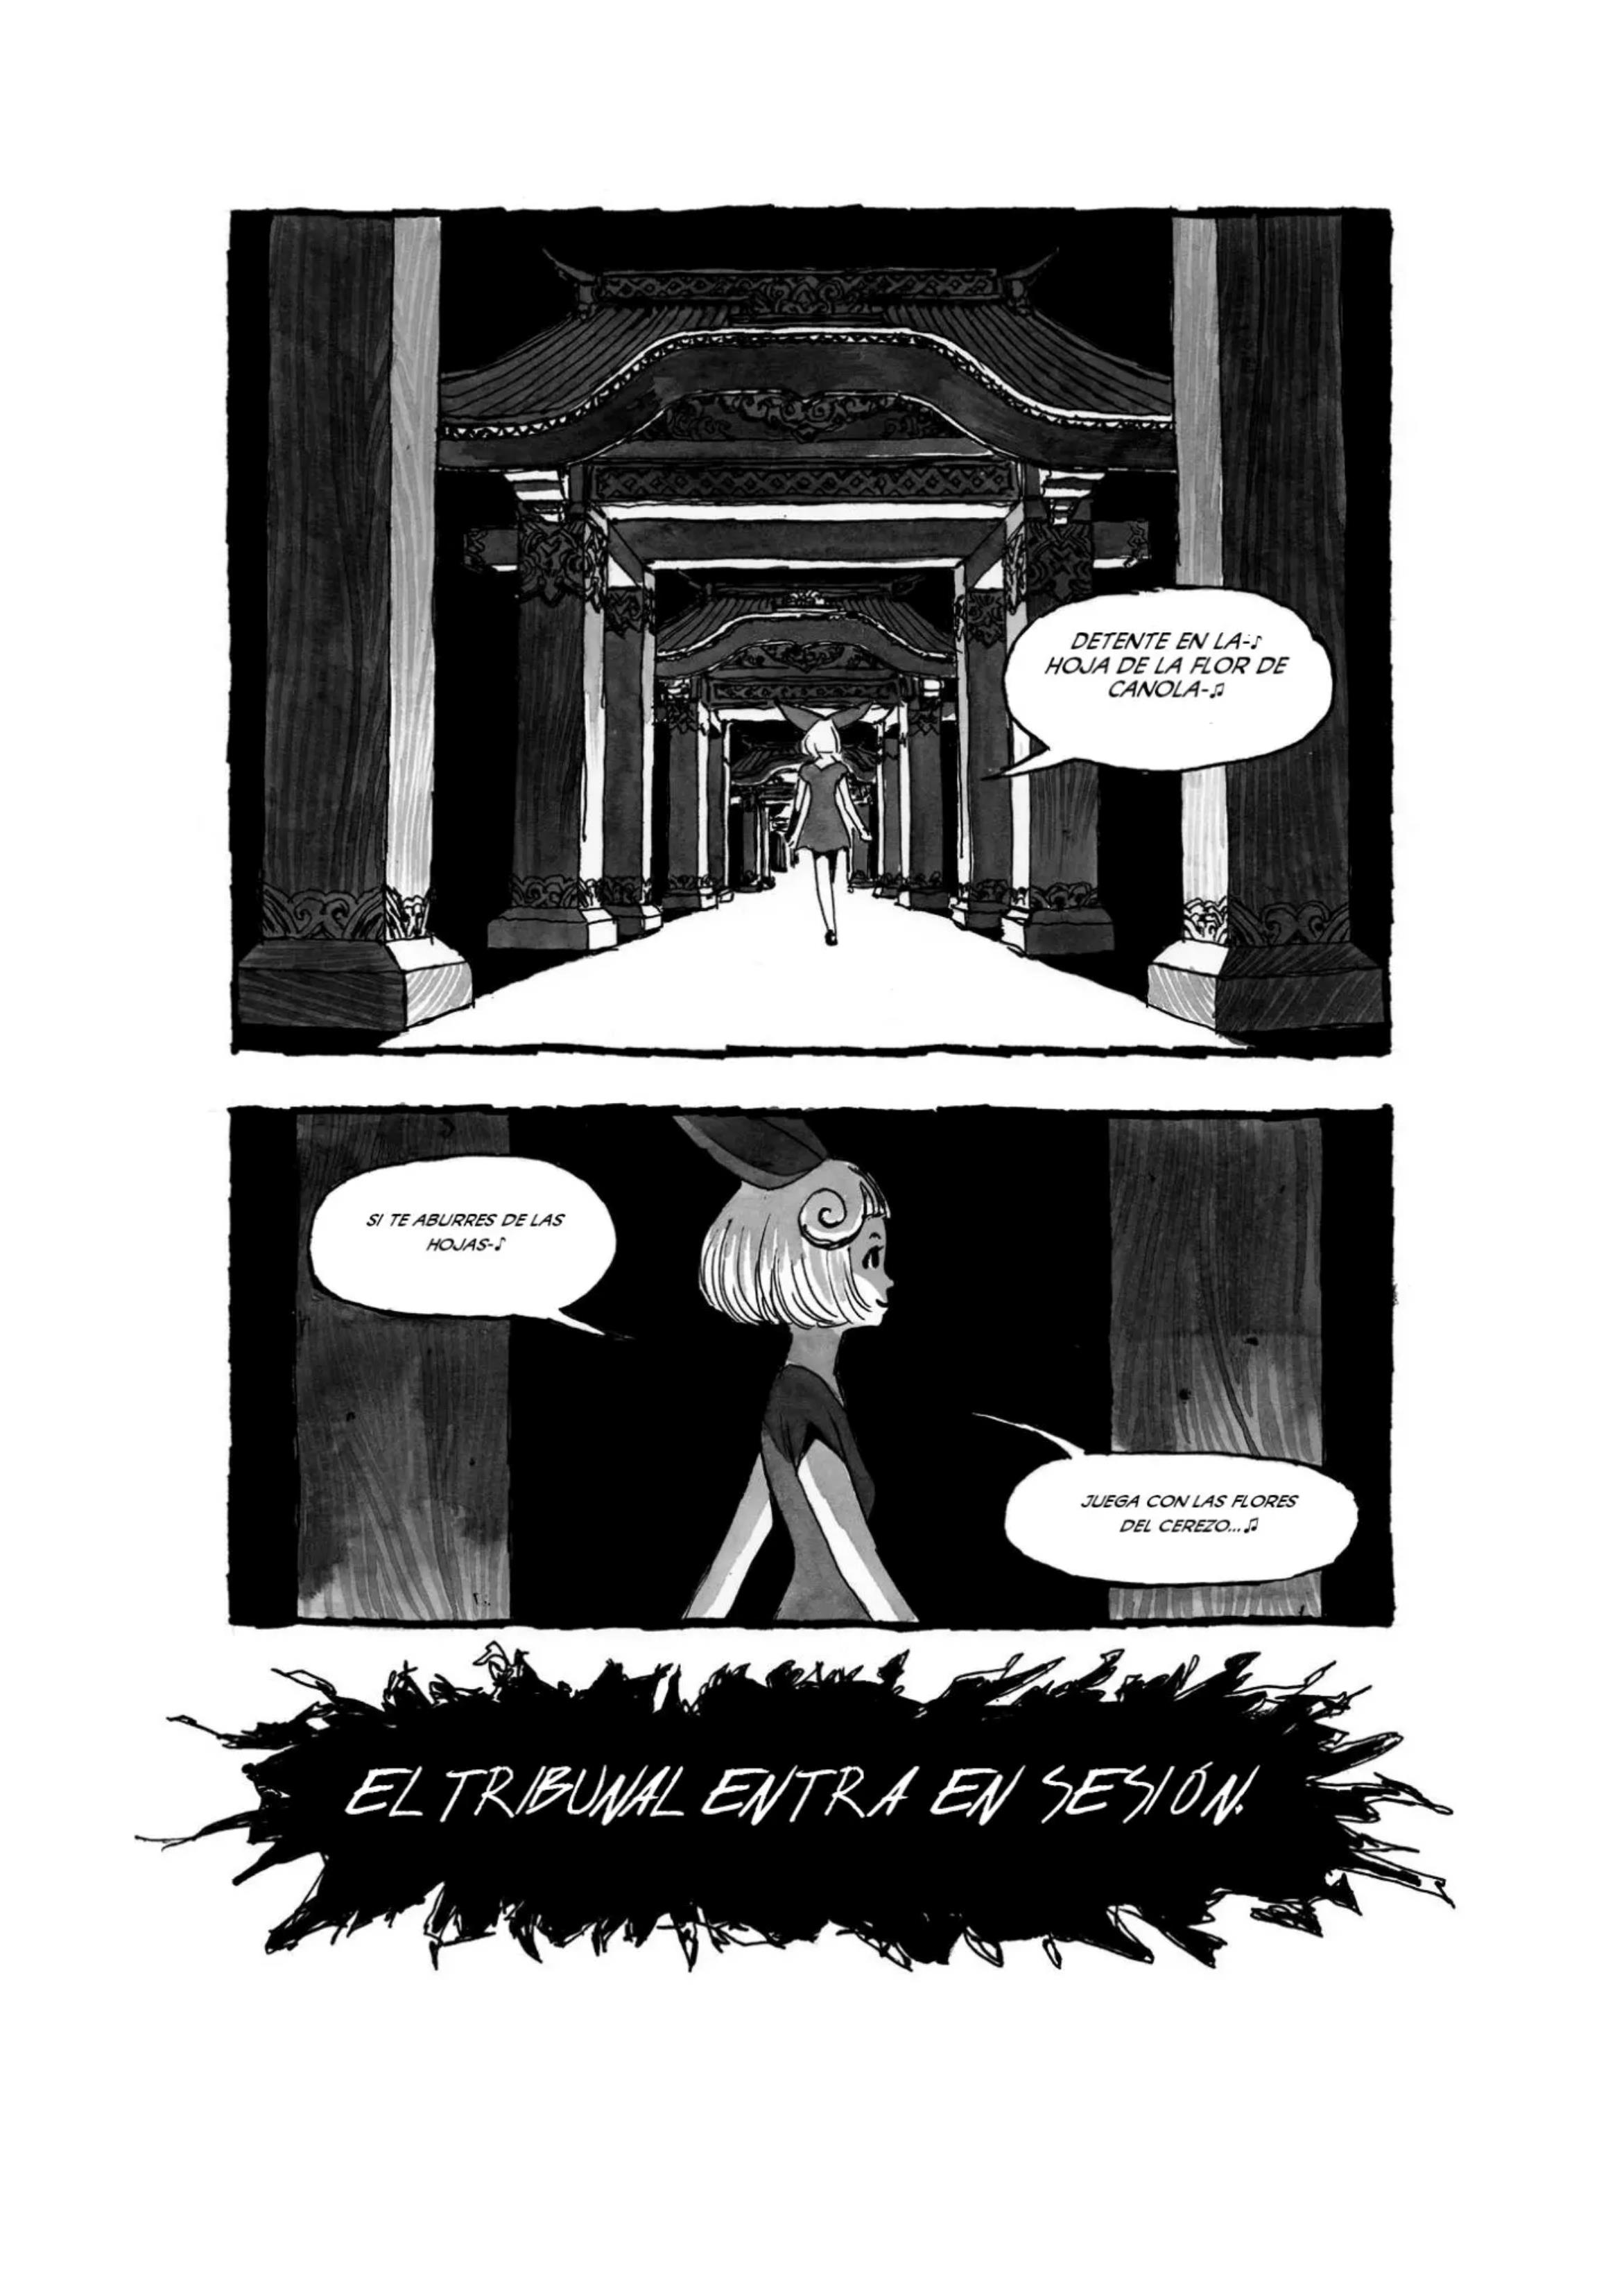 DETENTE EN LA-♪
HOJA DE LA FLOR DE
CANOLA-♫
SI TE ABURRES DE LAS
HOJAS-♪
JUEGA CON LAS FLORES
DEL CEREZO...♫
EL TRIBUNAL ENTRA EN SESIÓN.